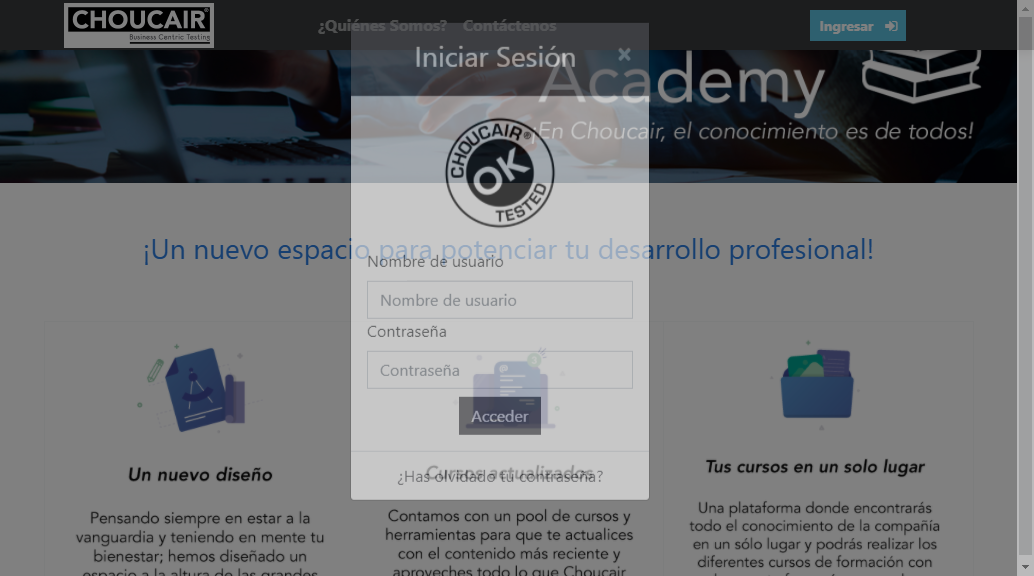 CHOUCAIR®
Business Centric Testing
¿Quiénes Somos? Contáctenos
Ingresar
Iniciar Sesión ×
Academy
¡En Choucair, el conocimiento es de todos!
CHOUCAIR®
OK
TESTED
¡Un nuevo espacio para potenciar tu desarrollo profesional!
Nombre de usuario
Nombre de usuario
Contraseña
Contraseña
Acceder
¿Has olvidado tu contraseña?
Un nuevo diseño
Pensando siempre en estar a la
vanguardia y teniendo en mente tu
bienestar; hemos diseñado un
espacio a la altura de las grandes
Cursos actualizados
Contamos con un pool de cursos y
herramientas para que te actualices
con el contenido más reciente y
aproveches todo lo que Choucair
Tus cursos en un solo lugar
Una plataforma donde encontrarás
todo el conocimiento de la compañía
en un sólo lugar y podrás realizar los
diferentes cursos de formación con